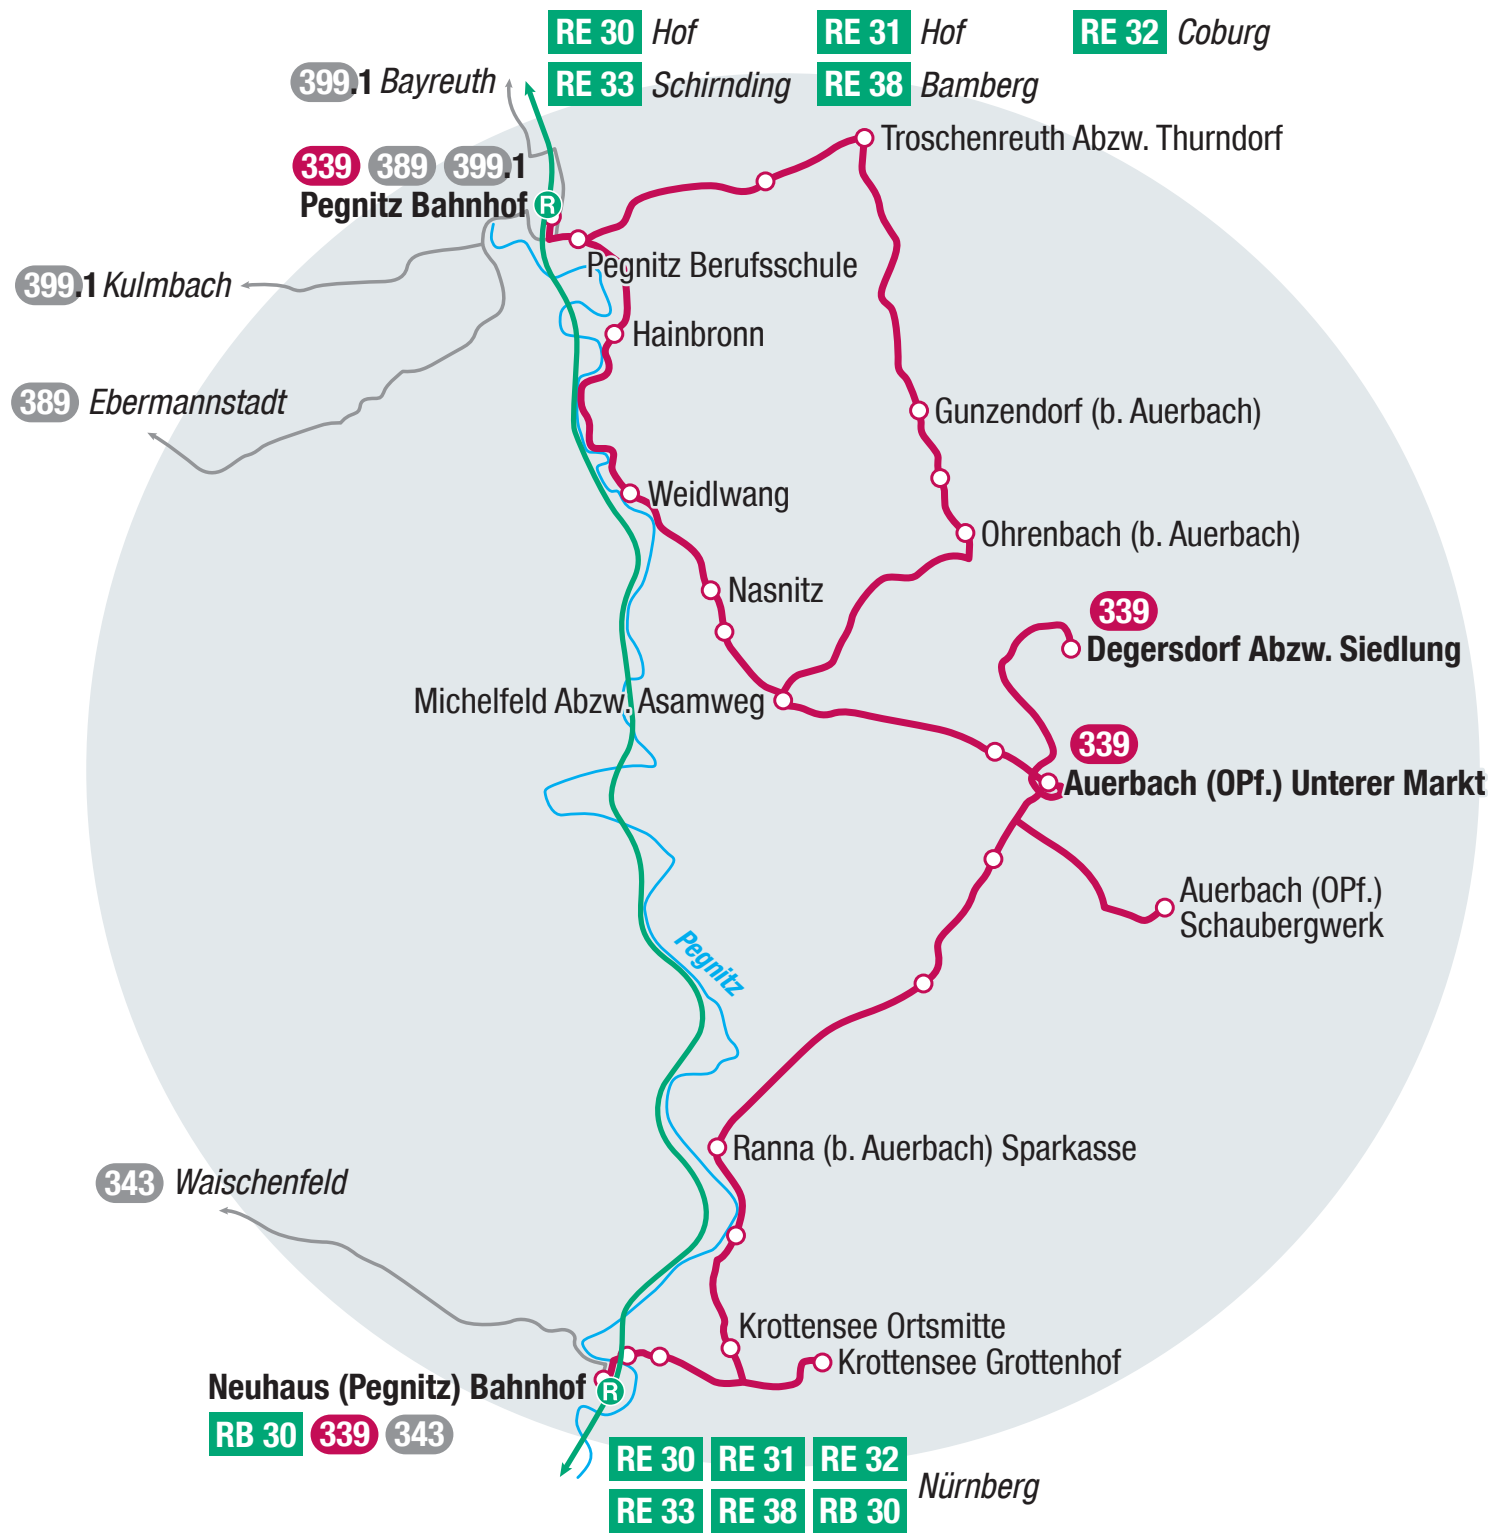 RE 30 Hof RE 31 Hof RE 32 Coburg
399.1 Bayreuth RE 33 Schirnding RE 38 Bamberg
Troschenreuth Abzw. Thurndorf
339 389 399.1
Pegnitz Bahnhof R
Pegnitz Berufsschule
399.1 Kulmbach
Hainbronn
389 Ebermannstadt
Gunzendorf (b. Auerbach)
Weidlwang
Ohrenbach (b. Auerbach)
Nasnitz
339
Degersdorf Abzw. Siedlung
Michelfeld Abzw. Asamweg
339
Auerbach (OPf.) Unterer Markt
Auerbach (OPf.)
Schaubergwerk
Pegnitz
Ranna (b. Auerbach) Sparkasse
343 Waischenfeld
Krottensee Ortsmitte
Krottensee Grottenhof
Neuhaus (Pegnitz) Bahnhof R
RB 30 339 343
RE 30 RE 31 RE 32
Nürnberg
RE 33 RE 38 RB 30